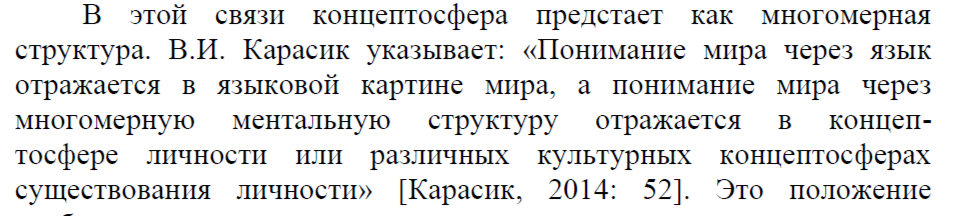 В этой связи концептосфера предстает как многомерная
структура. В.И. Карасик указывает: «Понимание мира через язык
отражается в языковой картине мира, а понимание мира через
многомерную ментальную структуру отражается в концеп-
тосфере личности или различных культурных концептосферах
существования личности» [Карасик, 2014: 52]. Это положение